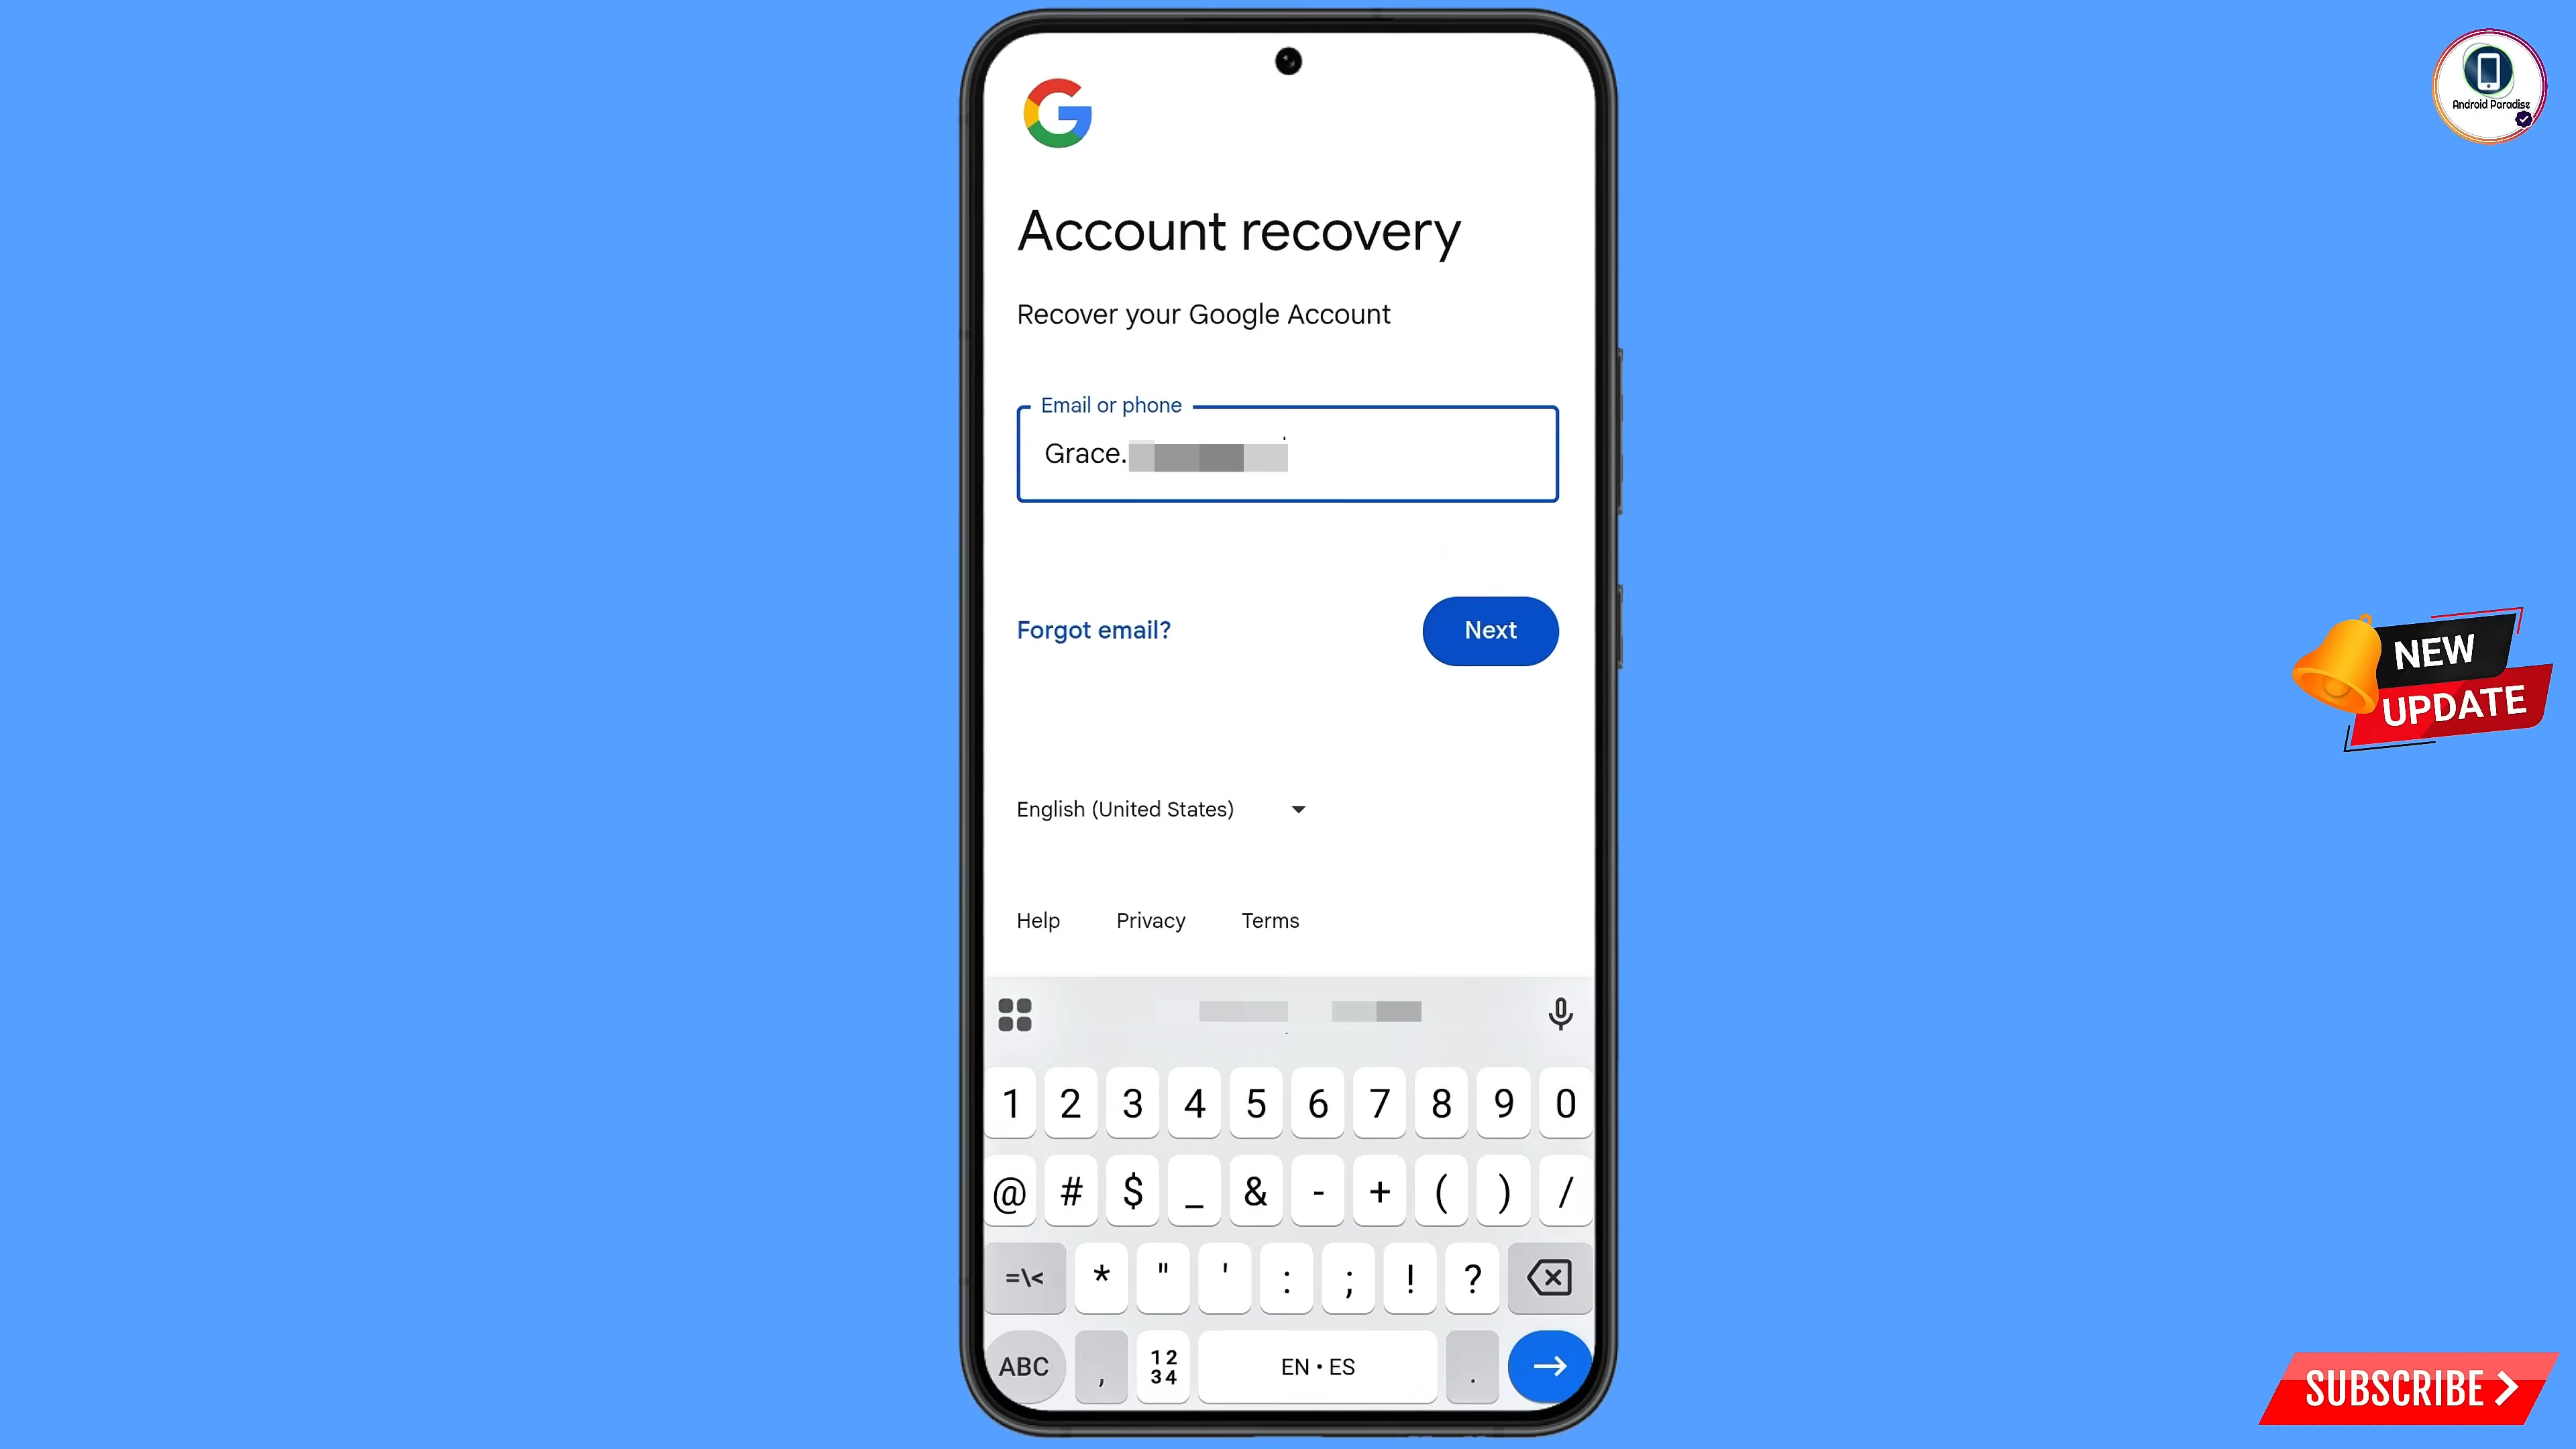 Android Paradise
Account recovery
Recover your Google Account
Email or phone
Grace.
Forgot email?
Next
NEW
UPDATE
English (United States)
Help Privacy Terms
1 2 3 4 5 6 7 8 9 0
@ # $ _ & - + ( ) /
=\< * " ' : ; ! ?
ABC , 12 34 EN • ES .
SUBSCRIBE